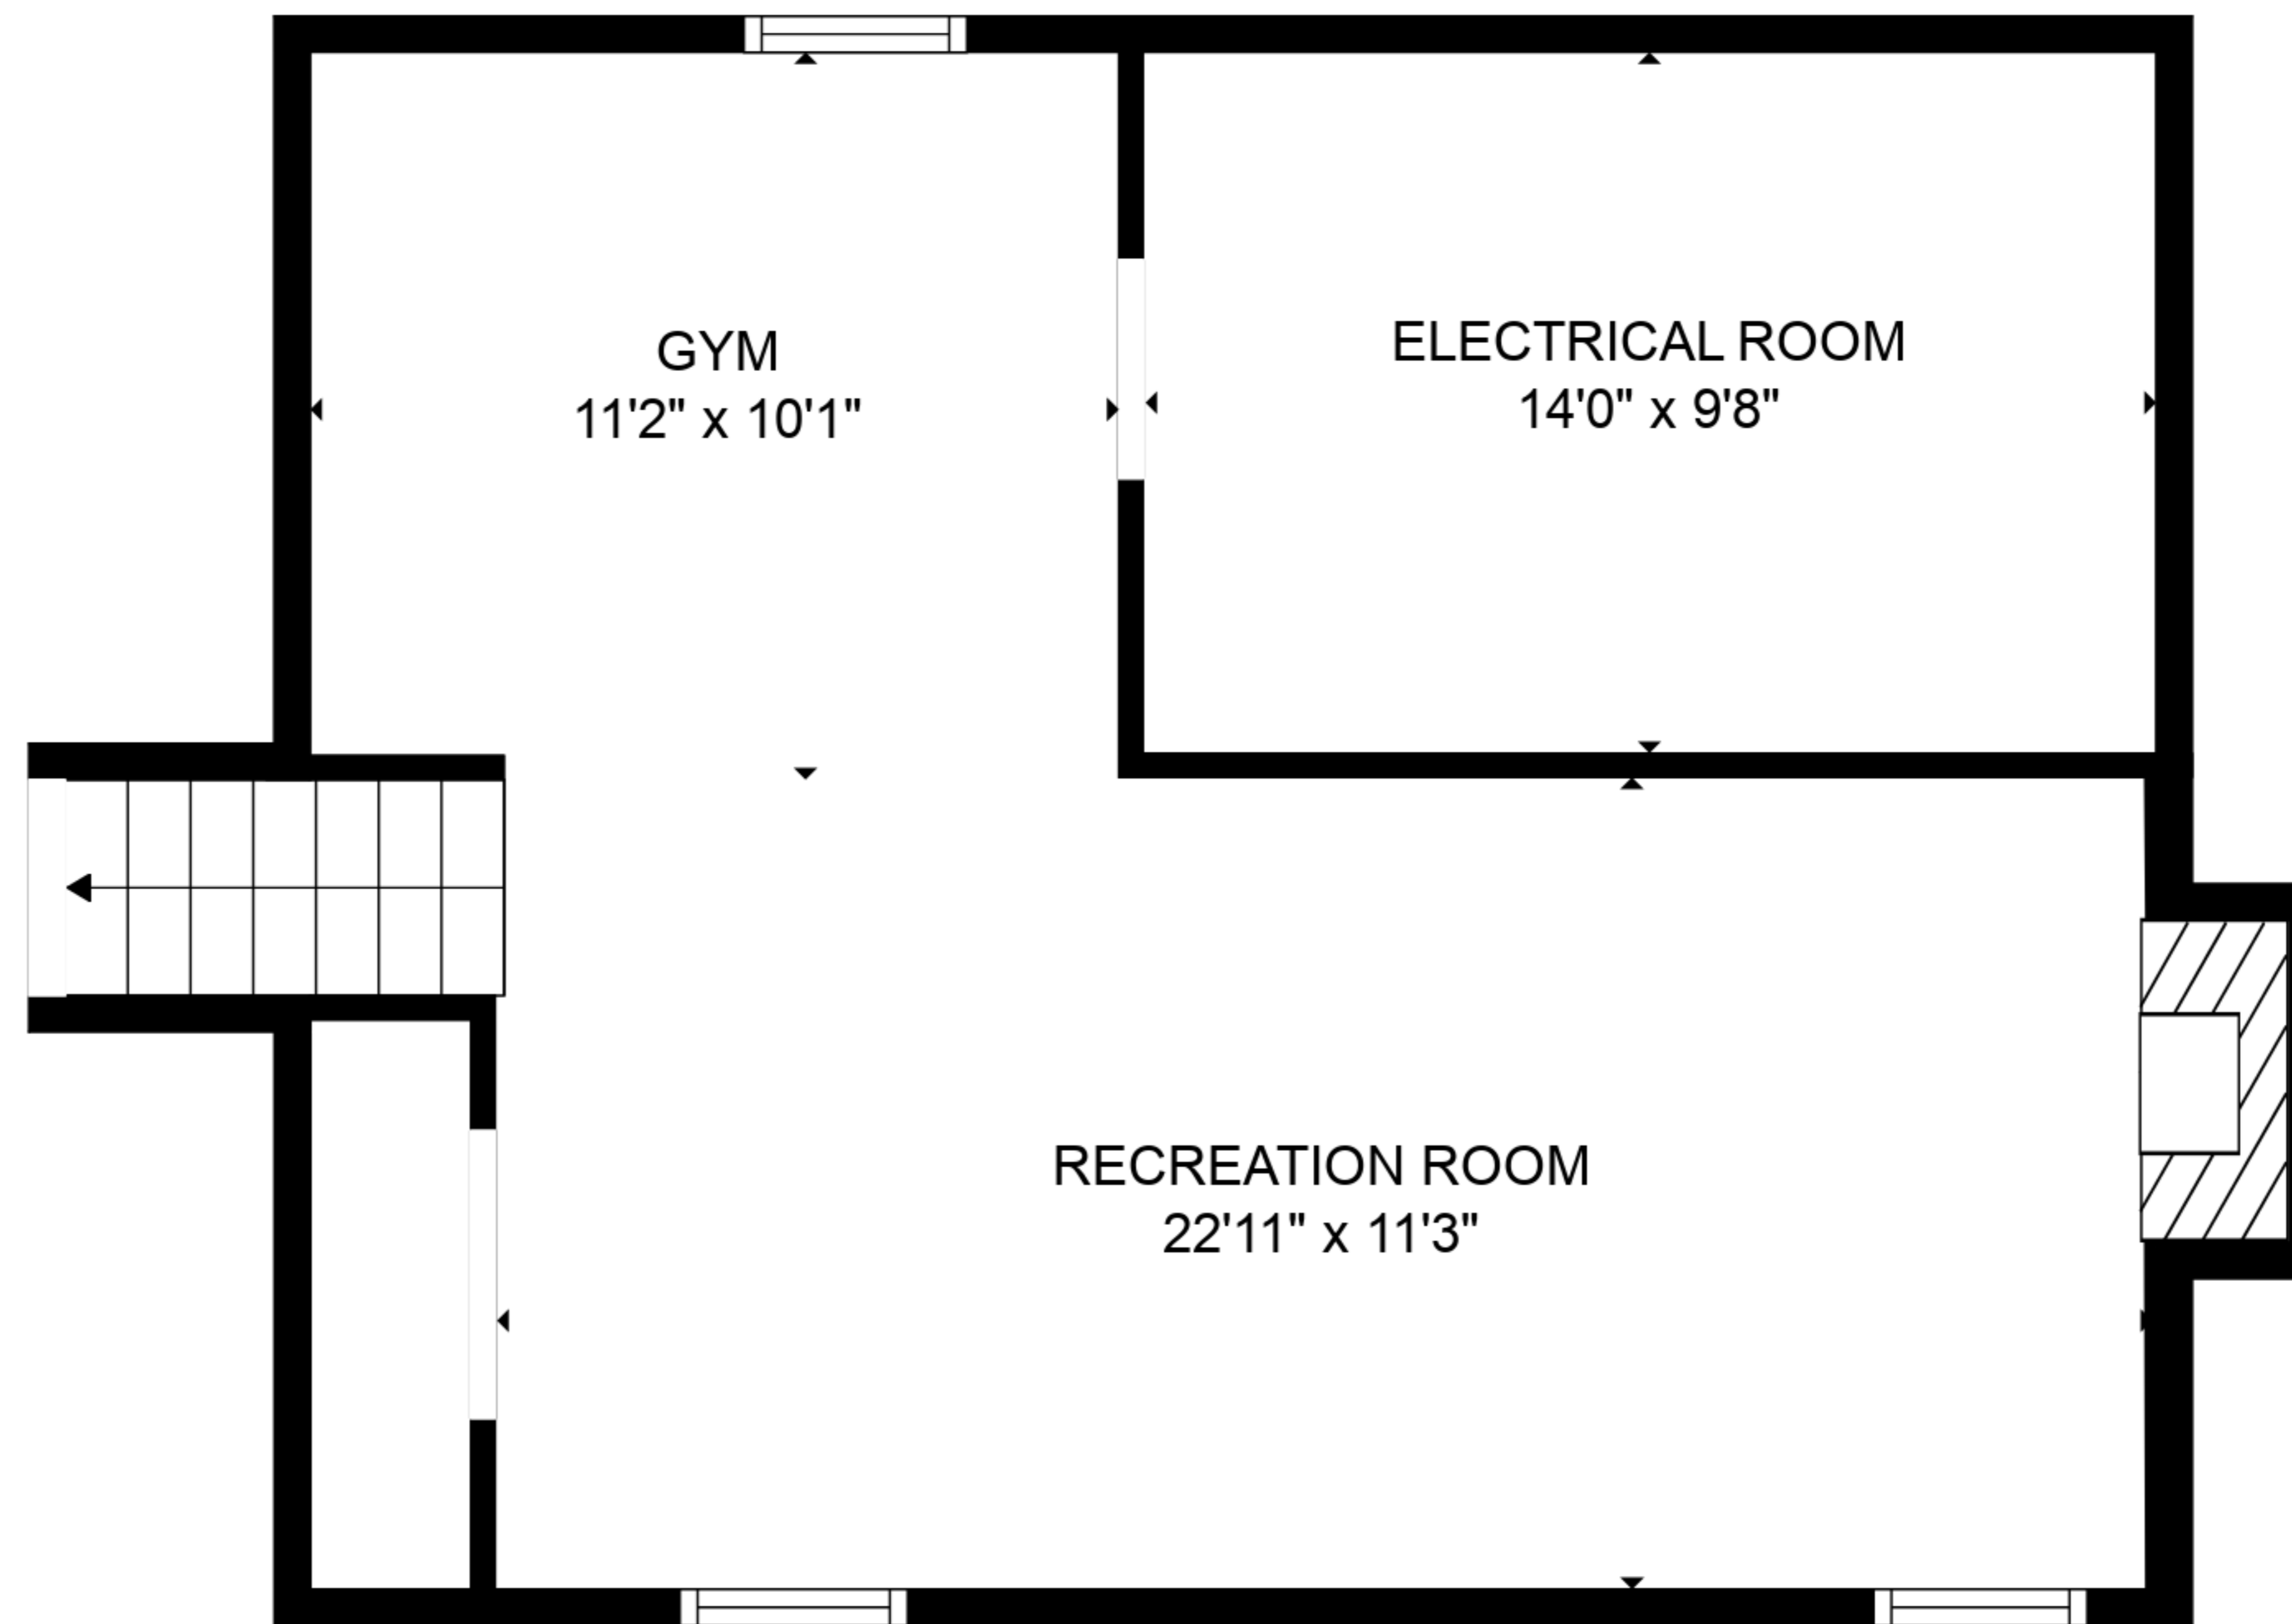 GYM
11'2" x 10'1"
ELECTRICAL ROOM
14'0" x 9'8"
RECREATION ROOM
22'11" x 11'3"